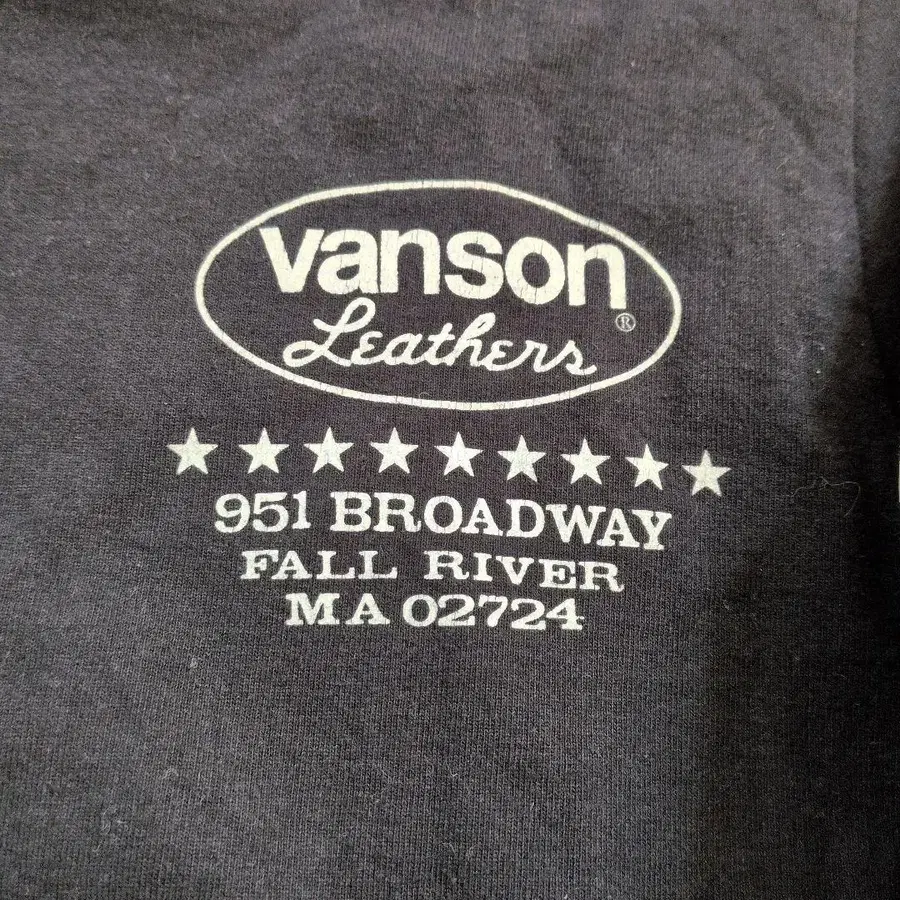 vanson
Leathers ®
951 BROADWAY
FALL RIVER
MA 02724